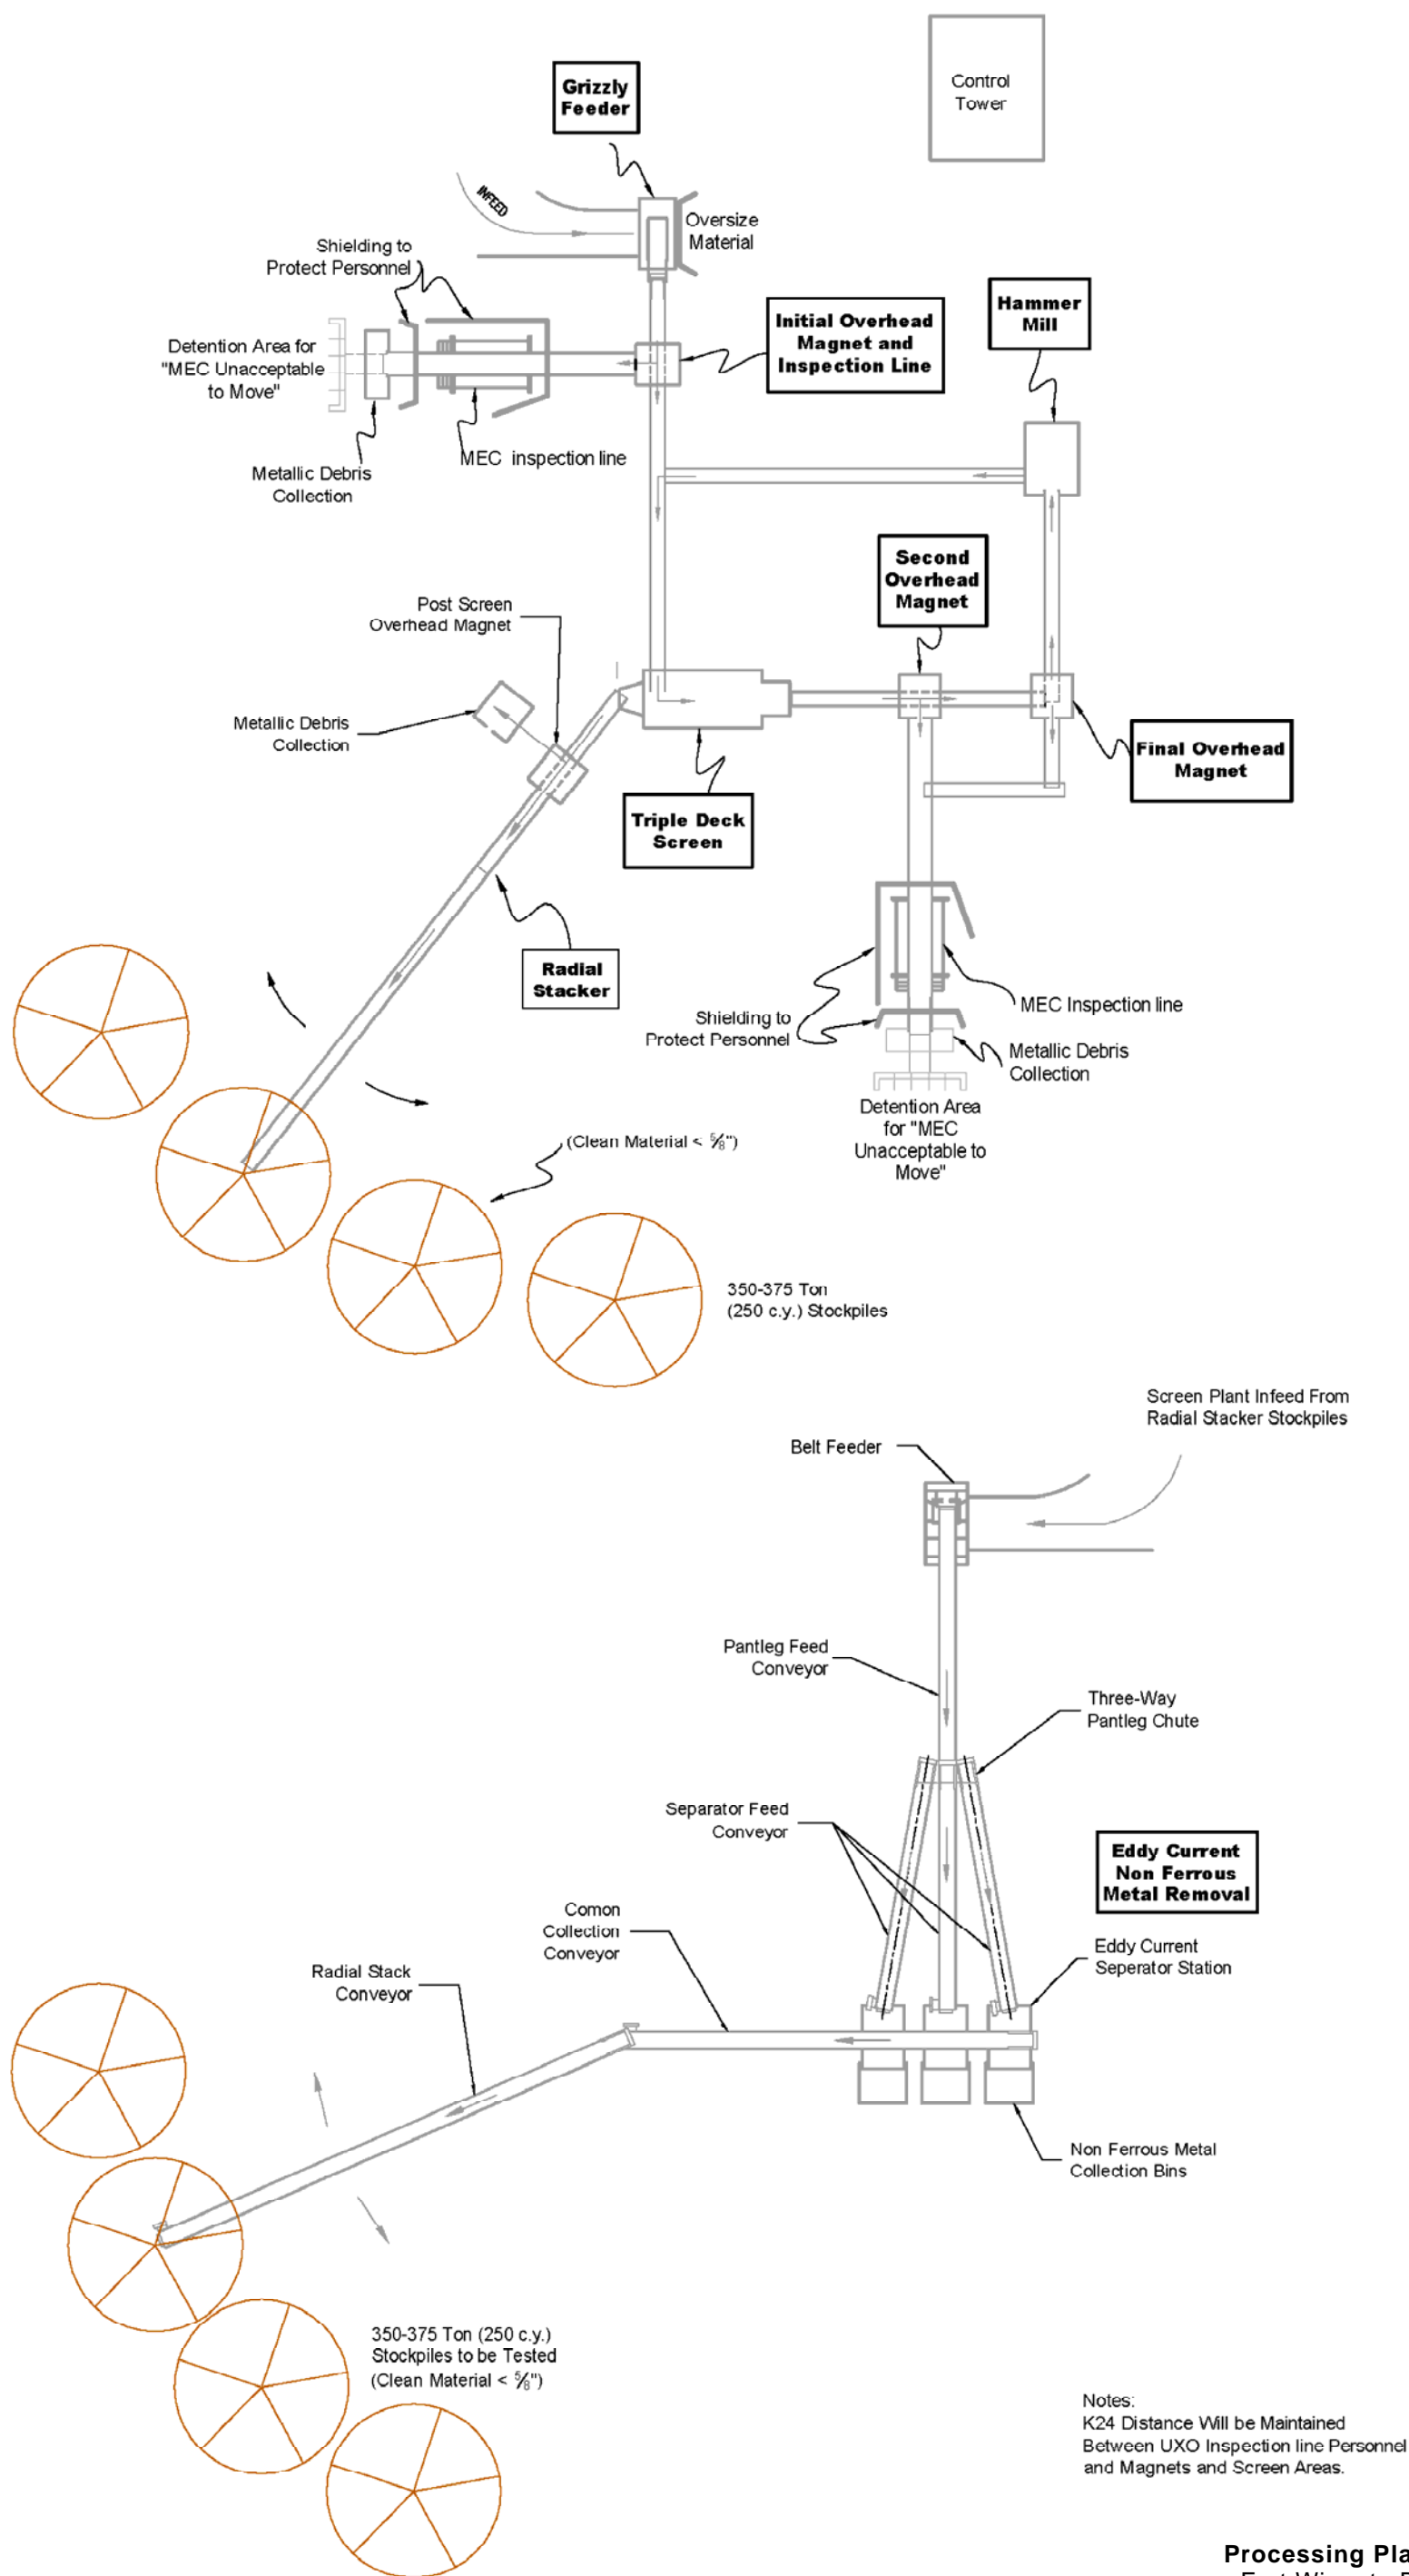 Control
Tower
Grizzly
Feeder
INFEED
Oversize
Material
Shielding to
Protect Personnel
Hammer
Mill
Initial Overhead
Magnet and
Inspection Line
Detention Area for
"MEC Unacceptable
to Move"
MEC inspection line
Metallic Debris
Collection
Second
Overhead
Magnet
Post Screen
Overhead Magnet
Metallic Debris
Collection
Final Overhead
Magnet
Triple Deck
Screen
Radial
Stacker
MEC Inspection line
Shielding to
Protect Personnel
Metallic Debris
Collection
Detention Area
for "MEC
Unacceptable to
Move"
(Clean Material < 5/8")
350-375 Ton
(250 c.y.) Stockpiles
Screen Plant Infeed From
Radial Stacker Stockpiles
Belt Feeder
Pantleg Feed
Conveyor
Three-Way
Pantleg Chute
Separator Feed
Conveyor
Eddy Current
Non Ferrous
Metal Removal
Comon
Collection
Conveyor
Eddy Current
Seperator Station
Radial Stack
Conveyor
Non Ferrous Metal
Collection Bins
350-375 Ton (250 c.y.)
Stockpiles to be Tested
(Clean Material < 5/8")
Notes:
K24 Distance Will be Maintained
Between UXO Inspection line Personnel
and Magnets and Screen Areas.
Processing Pla